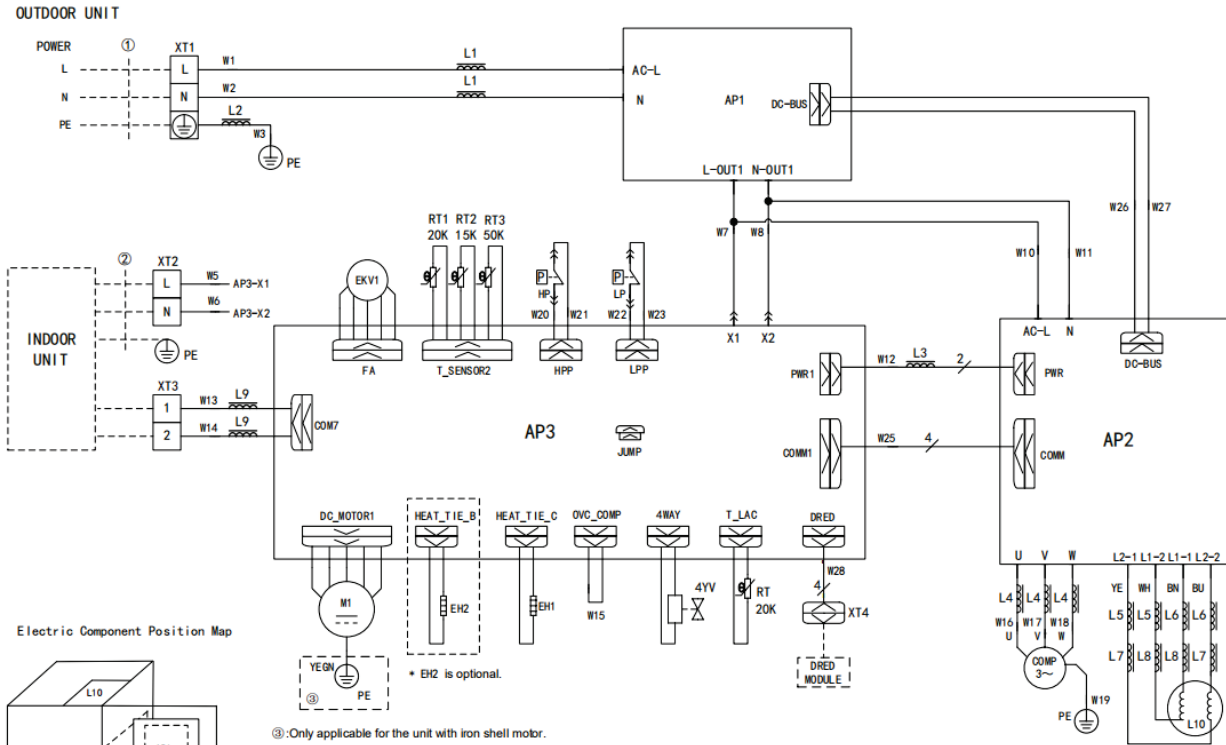 OUTDOOR UNIT
POWER ① XT1
L L W1 L1 AC-L
N N W2 L1 N AP1 DC-BUS
PE L2 W3 PE
L-OUT1 N-OUT1
W7 W8 W10 W11 W26 W27
RT1 RT2 RT3
20K 15K 50K
② XT2
L W5 AP3-X1
N W6 AP3-X2
PE
INDOOR
UNIT
XT3
1 W13 L9
2 W14 L9
COM7
EKV1
θ θ θ
P HP P LP
W20 W21 W22 W23
FA T_SENSOR2 HPP LPP X1 X2
AC-L N
DC-BUS
PWR1 W12 L3 2 PWR
AP3
JUMP
COMM1 W25 4 COMM
AP2
DC_MOTOR1 HEAT_TIE_B HEAT_TIE_C OVC_COMP 4WAY T_LAC DRED
M1
EH2 EH1 W15 4YV θ RT
20K
W28
4
XT4
DRED
MODULE
YEGN
PE
③
* EH2 is optional.
U V W L2-1 L1-2 L1-1 L2-2
YE WH BN BU
L4 L4 L4 L5 L5 L6 L6
W16 W17 W18
U V W
L7 L8 L8 L7
COMP
3~
W19
PE
L10
Electric Component Position Map
L10
③:Only applicable for the unit with iron shell motor.